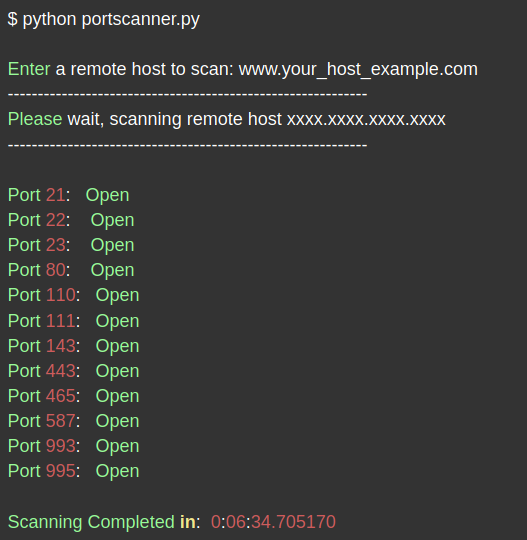 $ python portscanner.py
Enter a remote host to scan: www.your_host_example.com
------------------------------------------------------------
Please wait, scanning remote host xxxx.xxxx.xxxx.xxxx
------------------------------------------------------------
Port 21:   Open
Port 22:    Open
Port 23:    Open
Port 80:    Open
Port 110:   Open
Port 111:   Open
Port 143:   Open
Port 443:   Open
Port 465:   Open
Port 587:   Open
Port 993:   Open
Port 995:   Open
Scanning Completed in:  0:06:34.705170